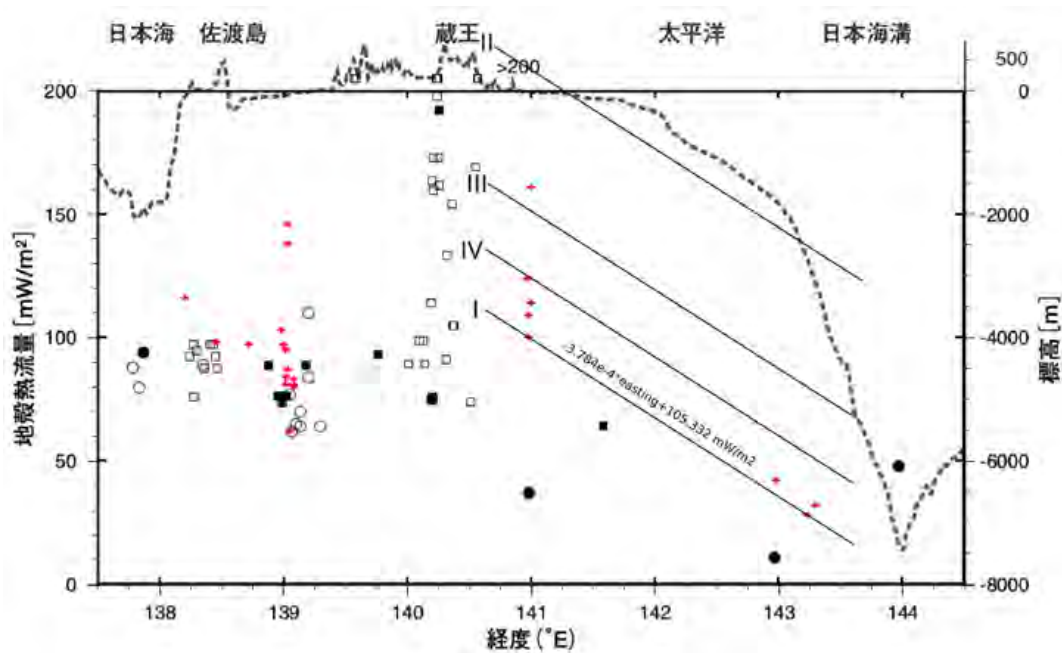 日本海 佐渡島 蔵王 太平洋 日本海溝
II
>200
200
150
100
50
0
地殻熱流量 [mW/m²]
500
0
-2000
-4000
-6000
-8000
標高 [m]
III
IV
I
-3.784e-4*easting+105.332 mW/m2
138 139 140 141 142 143 144
経度 (°E)